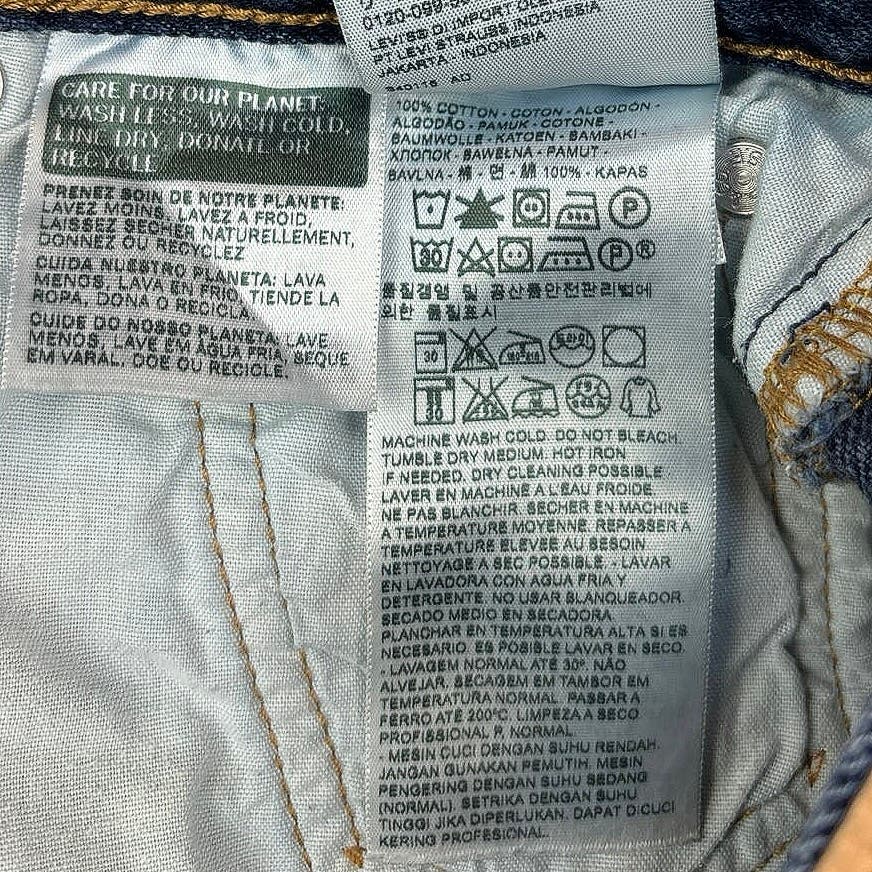 CARE FOR OUR PLANET:
WASH LESS, WASH COLD,
LINE DRY, DONATE OR
RECYCLE
PRENEZ SOIN DE NOTRE PLANETE:
LAVEZ MOINS, LAVEZ A FROID,
LAISSEZ SECHER NATURELLEMENT,
DONNEZ OU RECYCLEZ
CUIDA NUESTRO PLANETA: LAVA
MENOS, LAVA EN FRIO, TIENDE LA
ROPA, DONA O RECICLA
CUIDE DO NOSSO PLANETA: LAVE
MENOS, LAVE EM AGUA FRIA, SEQUE
EM VARAL, DOE OU RECICLE.
LEVI'S® DI IMPORT OLEH
PT LEVI STRAUSS INDONESIA
JAKARTA - INDONESIA
100% COTTON - COTON - ALGODÓN -
ALGODÃO - PAMUK - COTONE -
BAUMWOLLE - KATOEN - BAMBAKI -
ХЛОПОК - BAWEŁNA - PAMUT -
BAVLNA - 棉 - 면 - 綿 100% - KAPAS
P
30 P®
품질경영 및 공산품안전관리법에
의한 품질표시
30
30
MACHINE WASH COLD. DO NOT BLEACH.
TUMBLE DRY MEDIUM. HOT IRON
IF NEEDED. DRY CLEANING POSSIBLE.
LAVER EN MACHINE A L'EAU FROIDE.
NE PAS BLANCHIR. SECHER EN MACHINE
A TEMPERATURE MOYENNE. REPASSER A
TEMPERATURE ELEVEE AU BESOIN.
NETTOYAGE A SEC POSSIBLE. - LAVAR
EN LAVADORA CON AGUA FRIA Y
DETERGENTE. NO USAR BLANQUEADOR.
SECADO MEDIO EN SECADORA.
PLANCHAR EN TEMPERATURA ALTA SI ES
NECESARIO. ES POSIBLE LAVAR EN SECO.
. LAVAGEM NORMAL ATÉ 30º. NÃO
ALVEJAR. SECAGEM EM TAMBOR EM
TEMPERATURA NORMAL. PASSAR A
FERRO ATÉ 200ºC. LIMPEZA A SECO
PROFISSIONAL P, NORMAL.
- MESIN CUCI DENGAN SUHU RENDAH.
JANGAN GUNAKAN PEMUTIH. MESIN
PENGERING DENGAN SUHU SEDANG
(NORMAL). SETRIKA DENGAN SUHU
TINGGI JIKA DIPERLUKAN. DAPAT DICUCI
KERING PROFESIONAL.